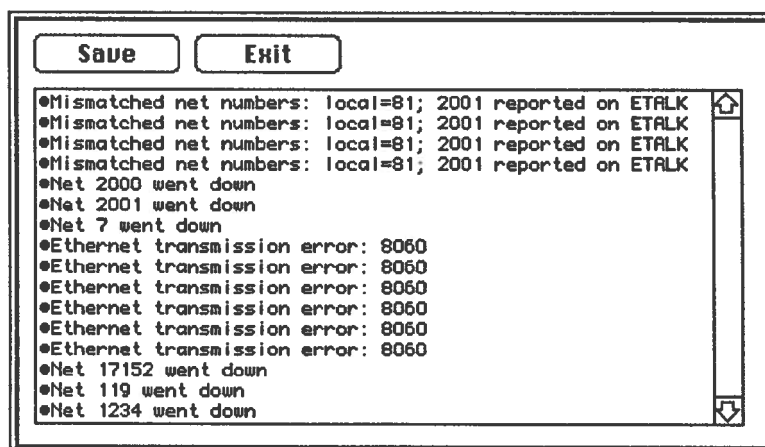 Save Exit
●Mismatched net numbers: local=81; 2001 reported on ETALK
●Mismatched net numbers: local=81; 2001 reported on ETALK
●Mismatched net numbers: local=81; 2001 reported on ETALK
●Mismatched net numbers: local=81; 2001 reported on ETALK
●Net 2000 went down
●Net 2001 went down
●Net 7 went down
●Ethernet transmission error: 8060
●Ethernet transmission error: 8060
●Ethernet transmission error: 8060
●Ethernet transmission error: 8060
●Ethernet transmission error: 8060
●Ethernet transmission error: 8060
●Net 17152 went down
●Net 119 went down
●Net 1234 went down